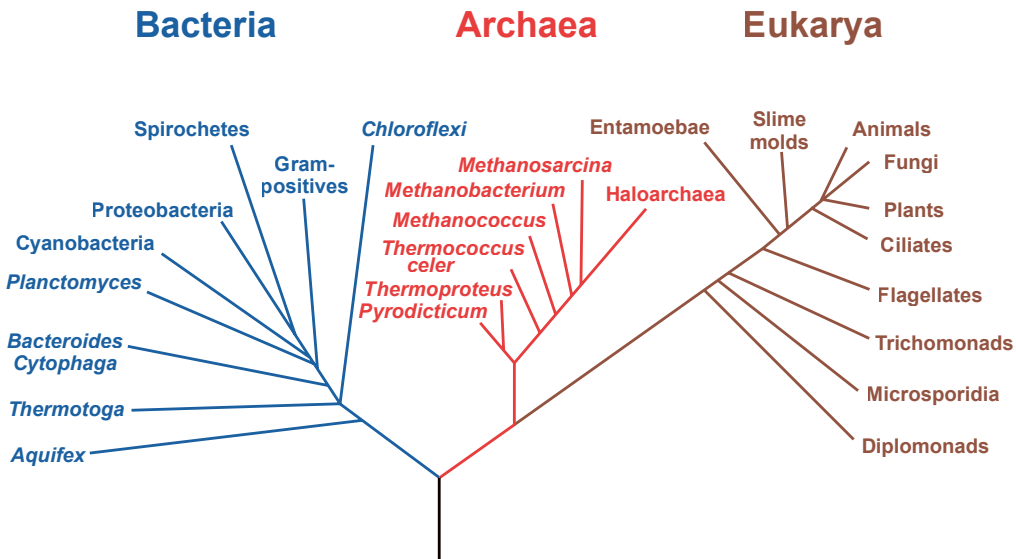 Bacteria
Archaea
Eukarya
Spirochetes
Chloroflexi
Gram-
positives
Proteobacteria
Cyanobacteria
Planctomyces
Bacteroides
Cytophaga
Thermotoga
Aquifex
Methanosarcina
Methanobacterium
Haloarchaea
Methanococcus
Thermococcus
celer
Thermoproteus
Pyrodicticum
Entamoebae
Slime
molds
Animals
Fungi
Plants
Ciliates
Flagellates
Trichomonads
Microsporidia
Diplomonads